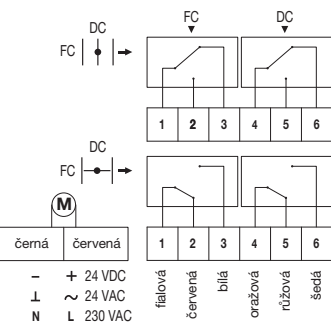 FC DC
DC
FC
1 2 3 4 5 6
DC
FC
M
černá červená 1 2 3 4 5 6
– + 24 VDC
⊥ ~ 24 VAC
N L 230 VAC
fialová
červená
bílá
oražová
růžová
šedá